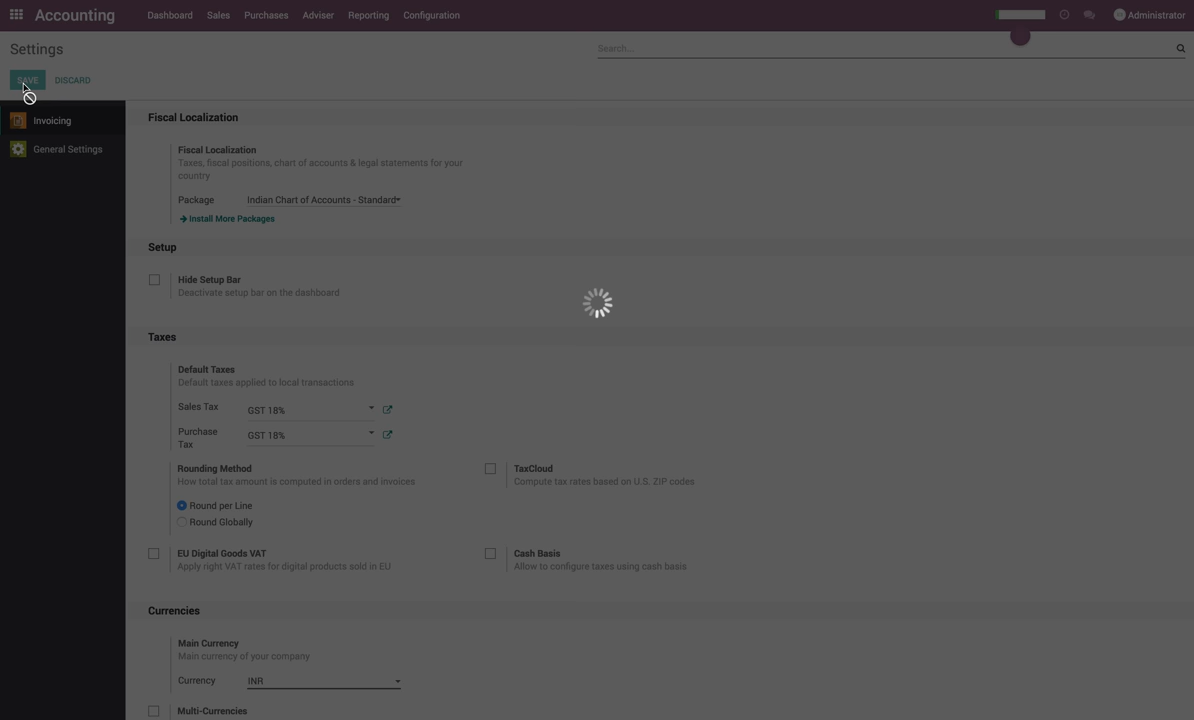 Accounting Dashboard Sales Purchases Adviser Reporting Configuration Administrator
Settings
Search...
SAVE DISCARD
Invoicing
General Settings
Fiscal Localization
Fiscal Localization
Taxes, fiscal positions, chart of accounts & legal statements for your
country
Package Indian Chart of Accounts - Standard
Install More Packages
Setup
Hide Setup Bar
Deactivate setup bar on the dashboard
Taxes
Default Taxes
Default taxes applied to local transactions
Sales Tax GST 18%
Purchase
Tax GST 18%
Rounding Method TaxCloud
How total tax amount is computed in orders and invoices Compute tax rates based on U.S. ZIP codes
Round per Line
Round Globally
EU Digital Goods VAT Cash Basis
Apply right VAT rates for digital products sold in EU Allow to configure taxes using cash basis
Currencies
Main Currency
Main currency of your company
Currency INR
Multi-Currencies